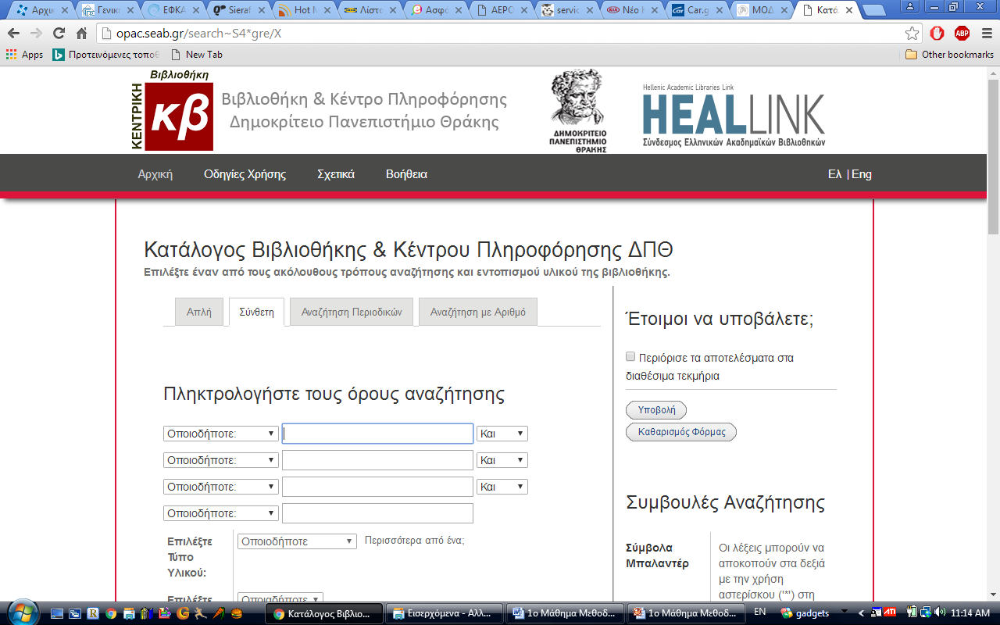 Αρχι
Γενικ
ΕΦΚΑ
Sieraf
Hot N
Λίστα
Ασφά
ΑΕΡΟ
servic
Νέο
Car.g
ΜΟΔ
Κατά
opac.seab.gr/search~S4*gre/X
Apps
Προτεινόμενες τοποθ
New Tab
Other bookmarks
ΚΕΝΤΡΙΚΗ
Βιβλιοθήκη
κβ
Βιβλιοθήκη & Κέντρο Πληροφόρησης
Δημοκρίτειο Πανεπιστήμιο Θράκης
ΔΗΜΟΚΡΙΤΕΙΟ
ΠΑΝΕΠΙΣΤΗΜΙΟ
ΘΡΑΚΗΣ
Hellenic Academic Libraries Link
HEALLINK
Σύνδεσμος Ελληνικών Ακαδημαϊκών Βιβλιοθηκών
Αρχική Οδηγίες Χρήσης Σχετικά Βοήθεια Ελ | Eng
Κατάλογος Βιβλιοθήκης & Κέντρου Πληροφόρησης ΔΠΘ
Επιλέξτε έναν από τους ακόλουθους τρόπους αναζήτησης και εντοπισμού υλικού της βιβλιοθήκης.
Απλή Σύνθετη Αναζήτηση Περιοδικών Αναζήτηση με Αριθμό
Πληκτρολογήστε τους όρους αναζήτησης
Οποιοδήποτε: Και
Οποιοδήποτε: Και
Οποιοδήποτε: Και
Οποιοδήποτε:
Επιλέξτε
Τύπο
Υλικού:
Οποιοδήποτε
Περισσότερα από ένα;
Επιλέξτε
Οποιοδήποτε
Έτοιμοι να υποβάλετε;
Περιόρισε τα αποτελέσματα στα
διαθέσιμα τεκμήρια
Υποβολή
Καθαρισμός Φόρμας
Συμβουλές Αναζήτησης
Σύμβολα
Μπαλαντέρ
Οι λέξεις μπορούν να
αποκοπούν στα δεξιά
με την χρήση
αστερίσκου ('*') στη
Κατάλογος Βιβλιο...
Εισερχόμενα - Αλλ...
1ο Μάθημα Μεθοδ...
1ο Μάθημα Μεθοδ...
EN
gadgets
ATI
11:14 AM